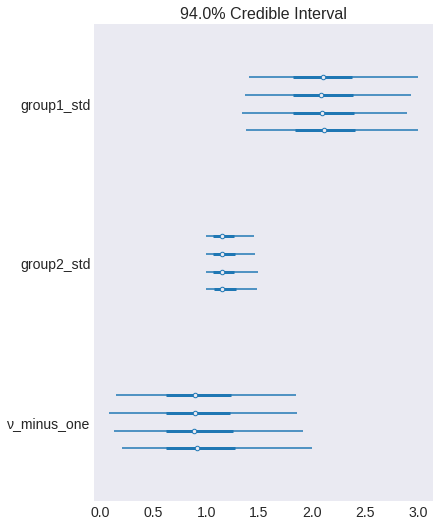 94.0% Credible Interval
group1_std
group2_std
ν_minus_one
0.0 0.5 1.0 1.5 2.0 2.5 3.0